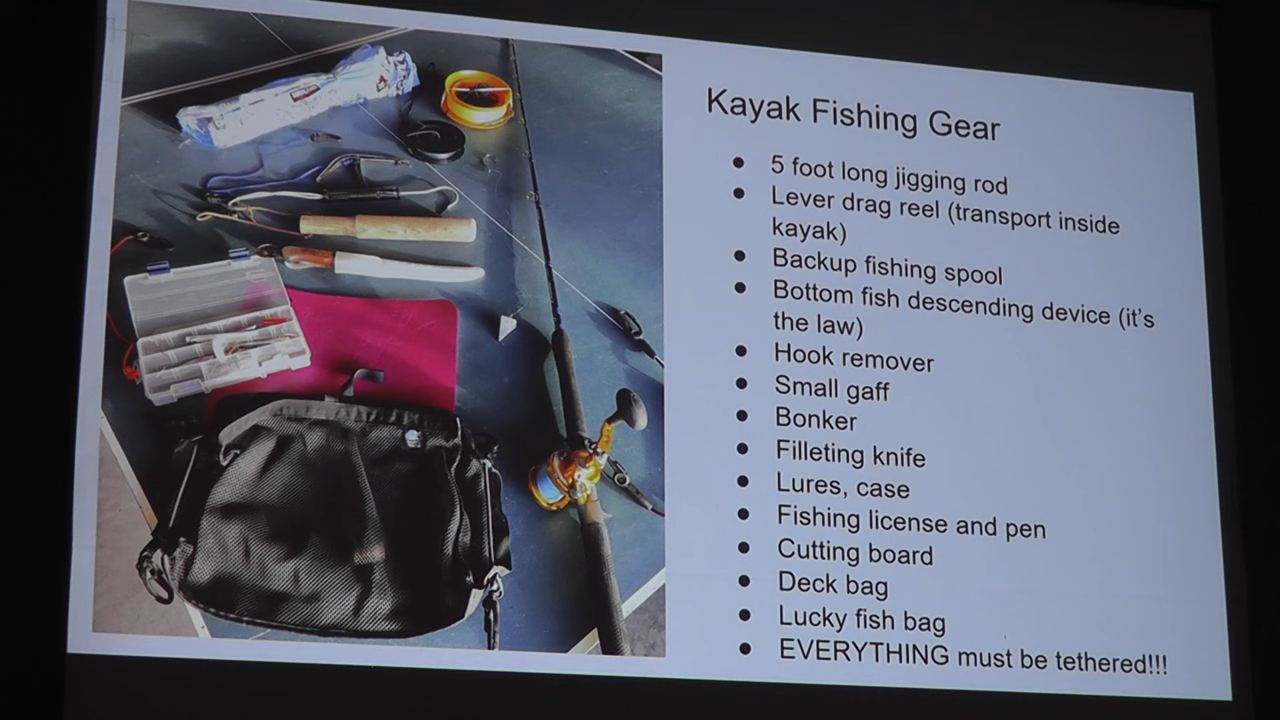 Kayak Fishing Gear
● 5 foot long jigging rod
● Lever drag reel (transport inside
kayak)
● Backup fishing spool
● Bottom fish descending device (it's
the law)
● Hook remover
● Small gaff
● Bonker
● Filleting knife
● Lures, case
● Fishing license and pen
● Cutting board
● Deck bag
● Lucky fish bag
● EVERYTHING must be tethered!!!